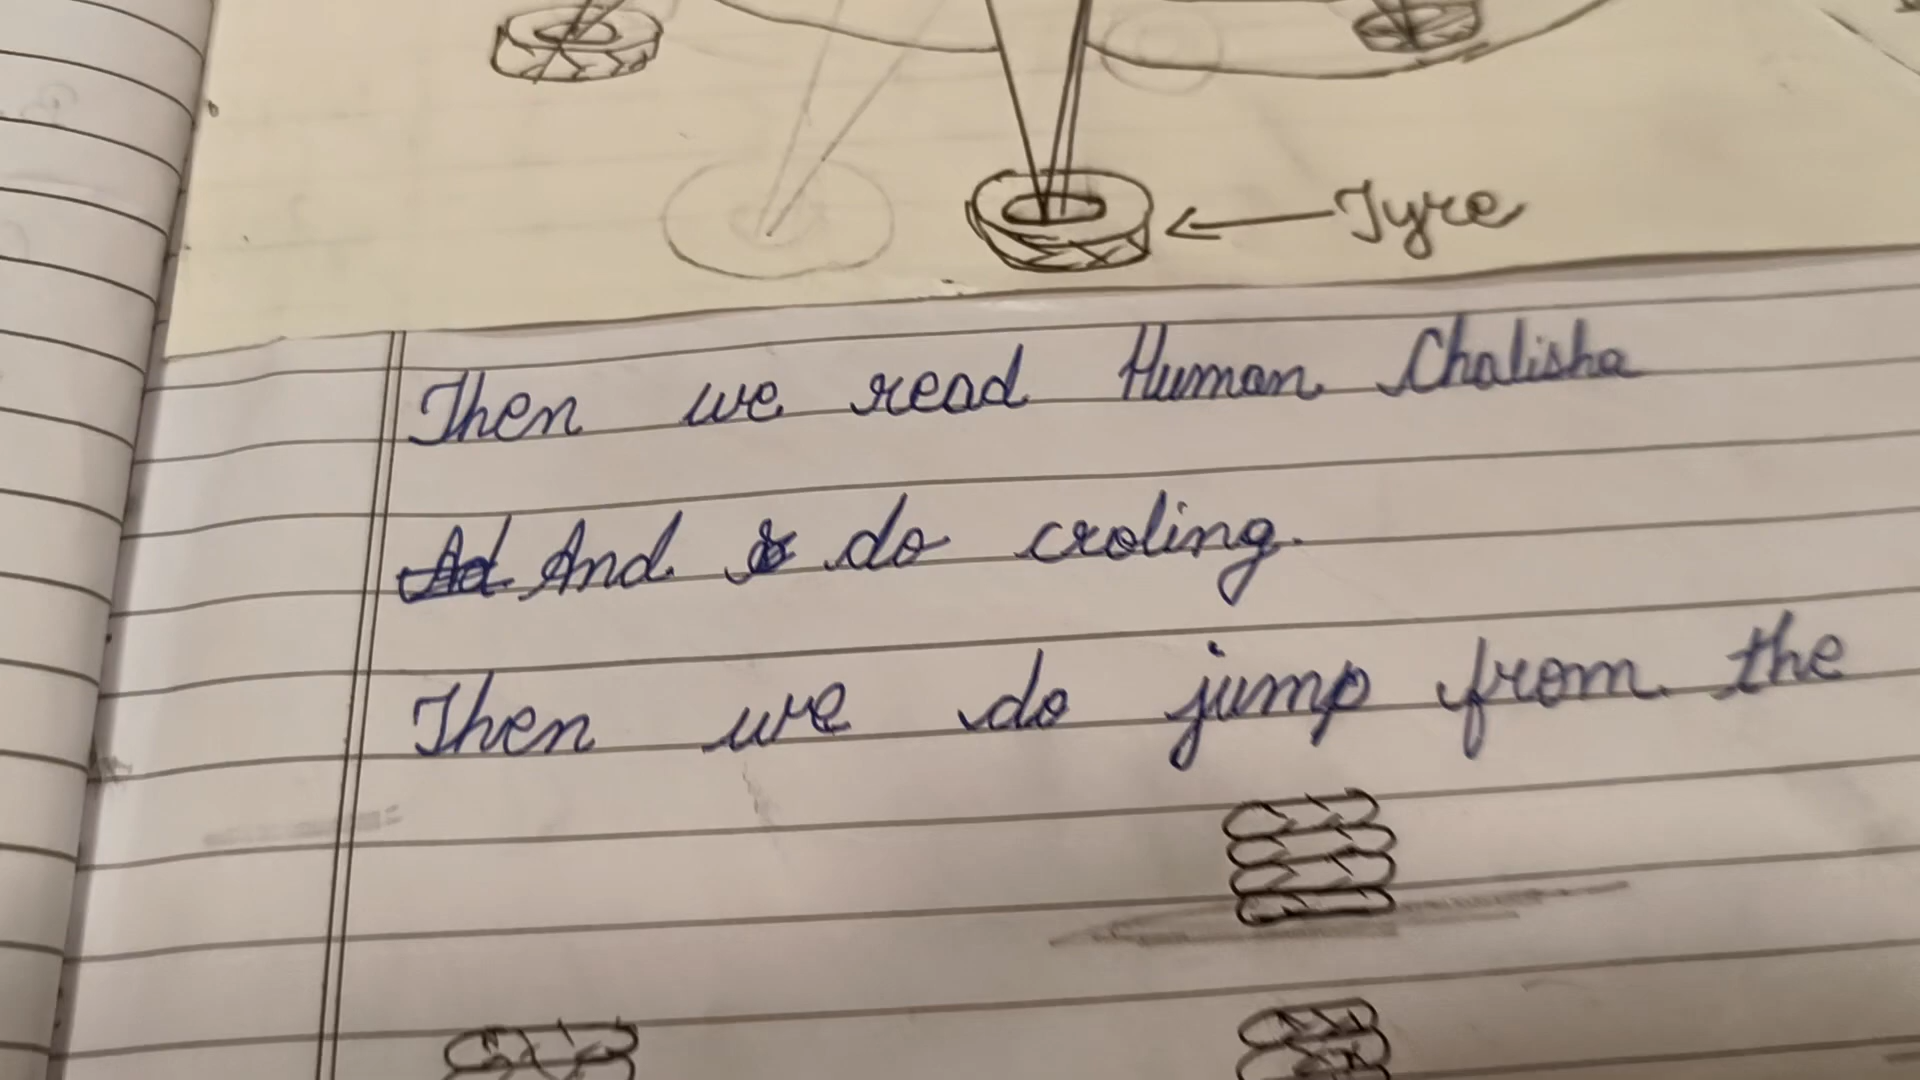 Tyre
Then we read Human Chalisha
Ad And do croling.
Then we do jump from the